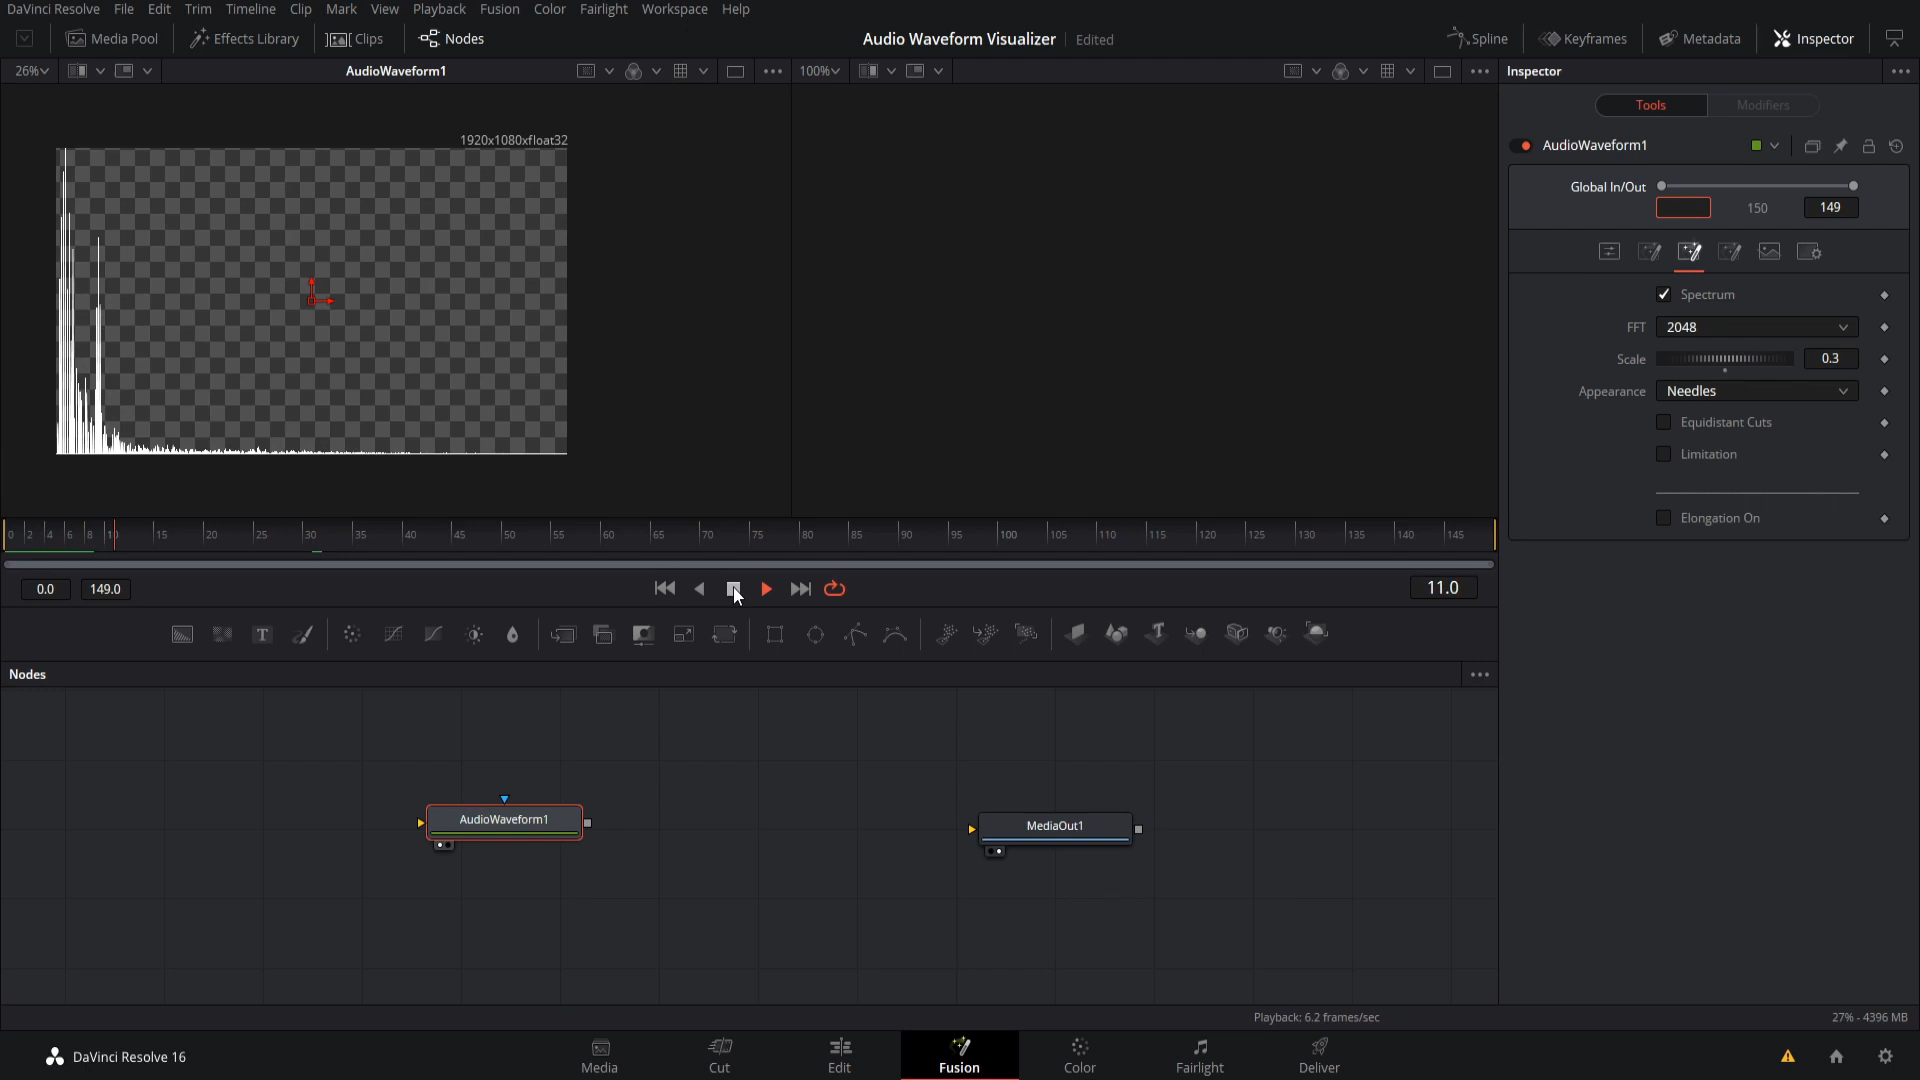 DaVinci Resolve File Edit Trim Timeline Clip Mark View Playback Fusion Color Fairlight Workspace Help
Media Pool Effects Library Clips Nodes Audio Waveform Visualizer Edited Spline Keyframes Metadata Inspector
26% AudioWaveform1 100% Inspector
Tools Modifiers
1920x1080xfloat32
AudioWaveform1
Global In/Out
150 149
Spectrum
FFT 2048
Scale 0.3
Appearance Needles
Equidistant Cuts
Limitation
Elongation On
0 2 4 6 8 15 20 25 30 35 40 45 50 55 60 65 70 75 80 85 90 95 100 105 110 115 120 125 130 135 140 145
0.0 149.0 11.0
T
Nodes
AudioWaveform1
MediaOut1
Playback: 6.2 frames/sec 27% - 4396 MB
DaVinci Resolve 16 Media Cut Edit Fusion Color Fairlight Deliver